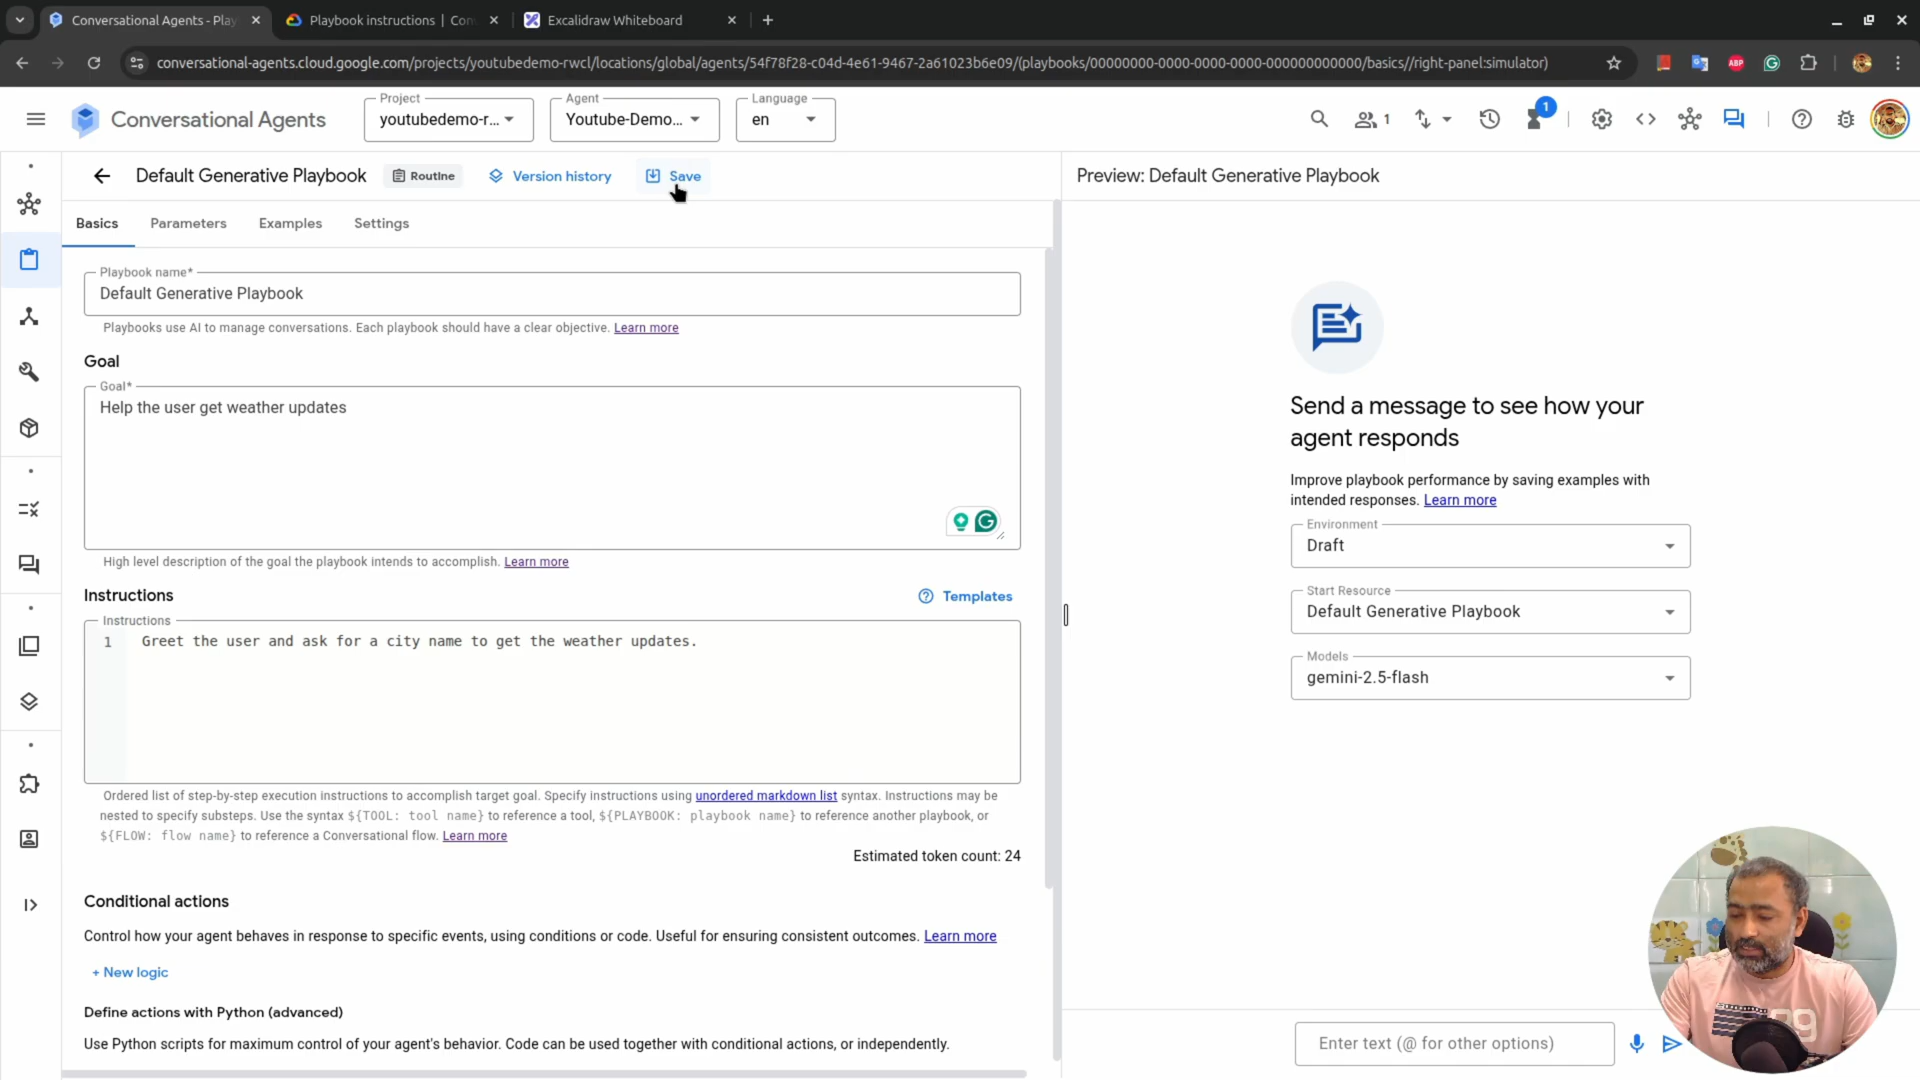 Conversational Agents - Play
Playbook instructions | Con
Excalidraw Whiteboard
conversational-agents.cloud.google.com/projects/youtubedemo-rwcl/locations/global/agents/54f78f28-c04d-4e61-9467-2a61023b6e09/(playbooks/00000000-0000-0000-0000-000000000000/basics//right-panel:simulator)
ABP
Conversational Agents
Project
youtubedemo-r...
Agent
Youtube-Demo...
Language
en
1
1
Default Generative Playbook
Routine
Version history
Save
Preview: Default Generative Playbook
Basics
Parameters
Examples
Settings
Playbook name*
Default Generative Playbook
Playbooks use AI to manage conversations. Each playbook should have a clear objective. Learn more
Goal
Goal*
Help the user get weather updates
High level description of the goal the playbook intends to accomplish. Learn more
Instructions
Templates
Instructions
1 Greet the user and ask for a city name to get the weather updates.
Ordered list of step-by-step execution instructions to accomplish target goal. Specify instructions using unordered markdown list syntax. Instructions may be
nested to specify substeps. Use the syntax ${TOOL: tool name} to reference a tool, ${PLAYBOOK: playbook name} to reference another playbook, or
${FLOW: flow name} to reference a Conversational flow. Learn more
Estimated token count: 24
Conditional actions
Control how your agent behaves in response to specific events, using conditions or code. Useful for ensuring consistent outcomes. Learn more
+ New logic
Define actions with Python (advanced)
Use Python scripts for maximum control of your agent's behavior. Code can be used together with conditional actions, or independently.
Send a message to see how your
agent responds
Improve playbook performance by saving examples with
intended responses. Learn more
Environment
Draft
Start Resource
Default Generative Playbook
Models
gemini-2.5-flash
Enter text (@ for other options)